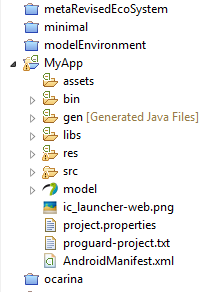 metaRevisedEcoSystem
minimal
modelEnvironment
MyApp
assets
bin
gen [Generated Java Files]
libs
res
src
model
ic_launcher-web.png
project.properties
proguard-project.txt
AndroidManifest.xml
ocarina